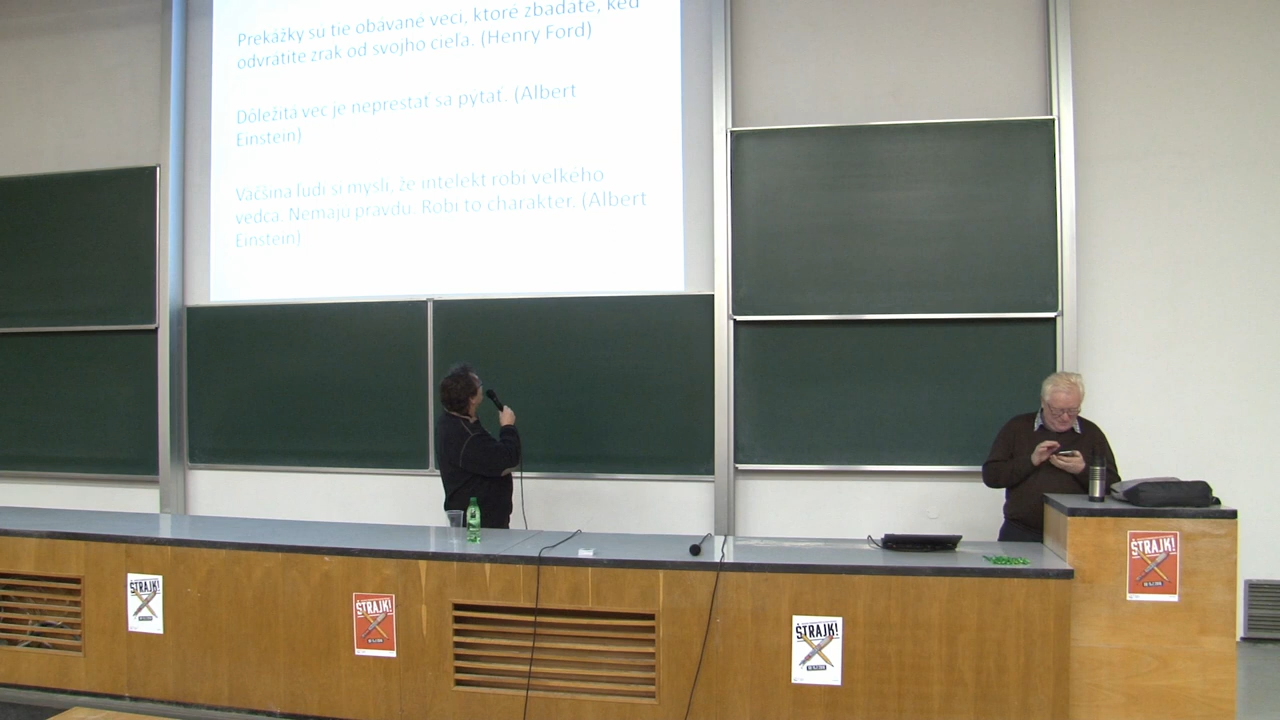 Prekážky sú tie obávané veci, ktoré zbadáte, keď
odvrátite zrak od svojho cieľa. (Henry Ford)
Dôležitá vec je neprestať sa pýtať. (Albert
Einstein)
Väčšina ľudí si myslí, že intelekt robí veľkého
vedca. Nemajú pravdu. Robí to charakter. (Albert
Einstein)
ŠTRAJK!
ŠTRAJK!
ŠTRAJK!
ŠTRAJK!